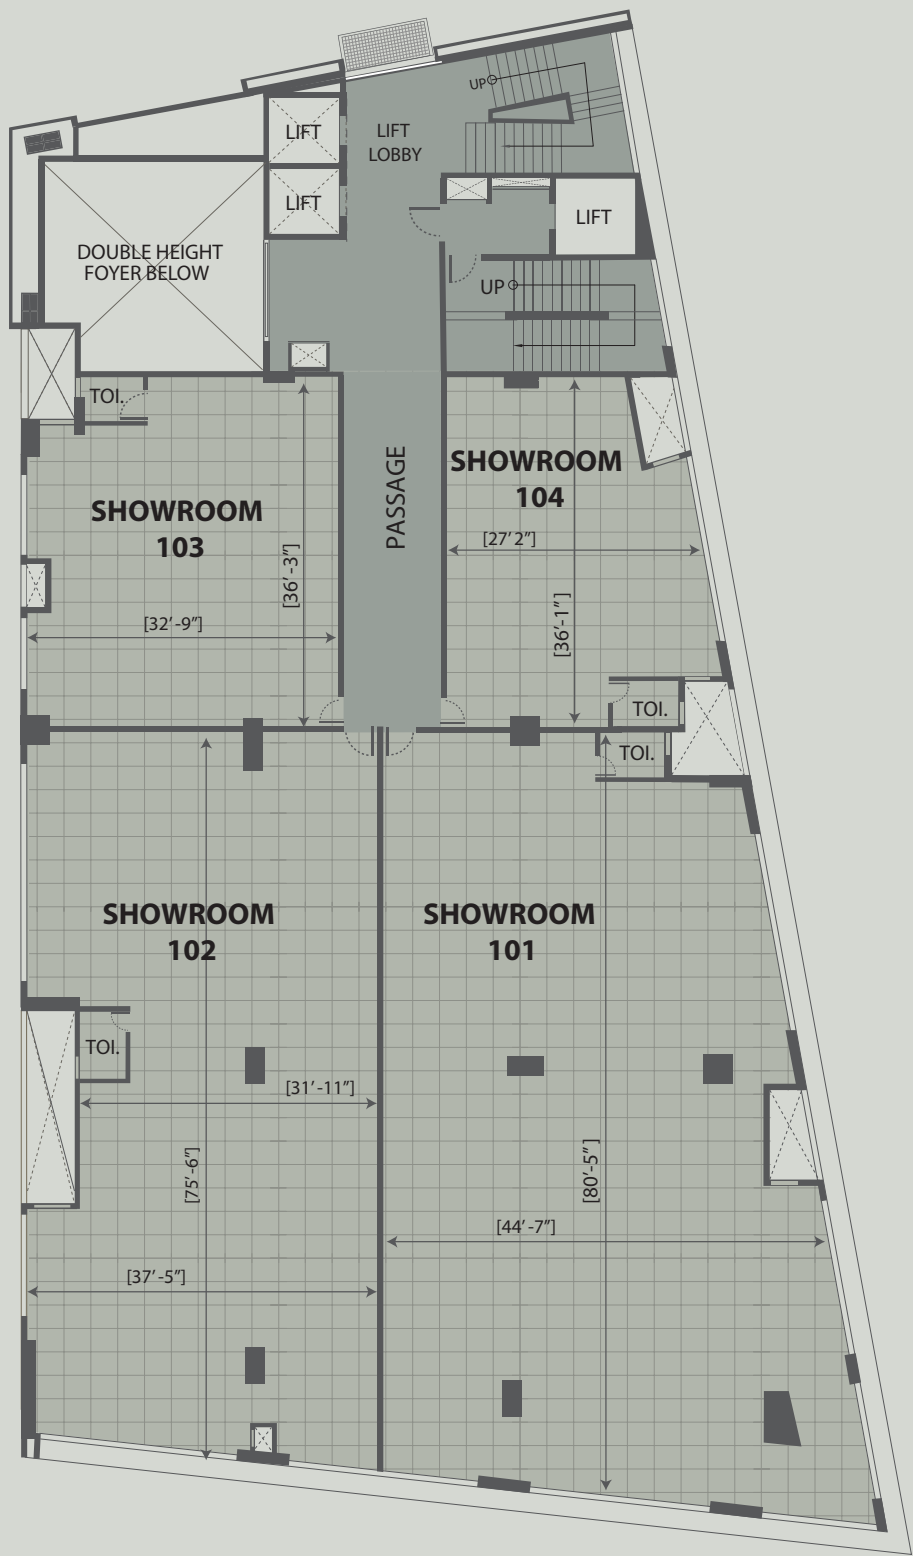 UP
LIFT
LIFT
LOBBY
LIFT
LIFT
DOUBLE HEIGHT
FOYER BELOW
UP
TOI.
PASSAGE
SHOWROOM
104
SHOWROOM
103
[27' 2"]
[36' -3"]
[36'-1" ]
[32' -9"]
TOI.
TOI.
SHOWROOM
102
SHOWROOM
101
TOI.
[31' -11"]
[75' -6"]
[80'-5"]
[44' -7"]
[37' -5"]